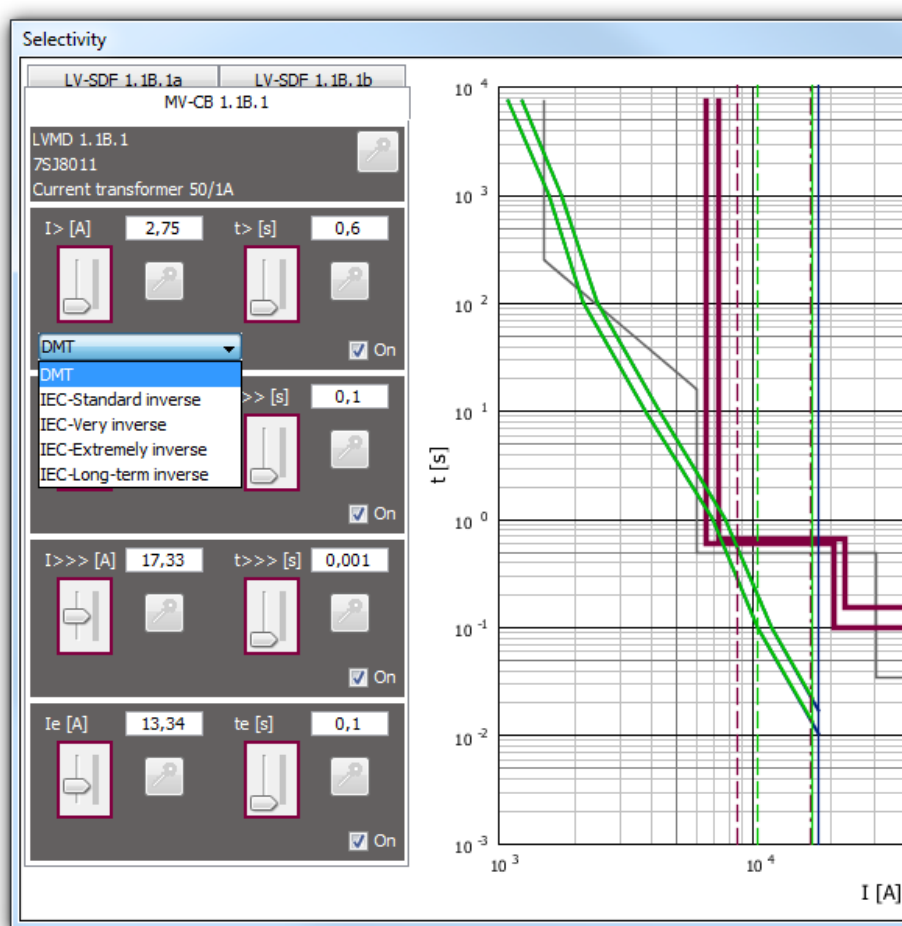 Selectivity
LV-SDF 1.1B.1a
LV-SDF 1.1B.1b
MV-CB 1.1B.1
LVMD 1.1B.1
7SJ8011
Current transformer 50/1A
I> [A] 2,75 t> [s] 0,6
DMT
On
DMT
IEC-Standard inverse
IEC-Very inverse
IEC-Extremely inverse
IEC-Long-term inverse
>> [s] 0,1
On
I>>> [A] 17,33 t>>> [s] 0,001
On
Ie [A] 13,34 te [s] 0,1
On
t [s]
10 4
10 3
10 2
10 1
10 0
10 -1
10 -2
10 -3
10 3
10 4
I [A]